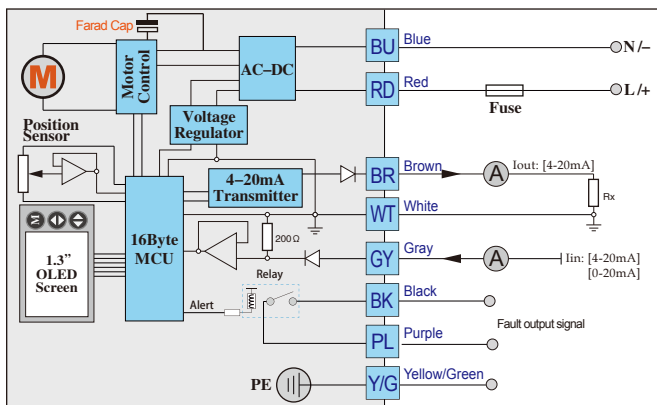 Farad Cap
M
Motor
Control
AC–DC
Voltage
Regulator
Position
Sensor
4–20mA
Transmitter
16Byte
MCU
1.3”
OLED
Screen
200Ω
Relay
Alert
PE
BU Blue
N/–
RD Red
Fuse
L/+
BR Brown
A
Iout: [4-20mA]
Rx
WT White
GY Gray
A
Iin: [4-20mA]
[0-20mA]
BK Black
Fault output signal
PL Purple
Y/G Yellow/Green